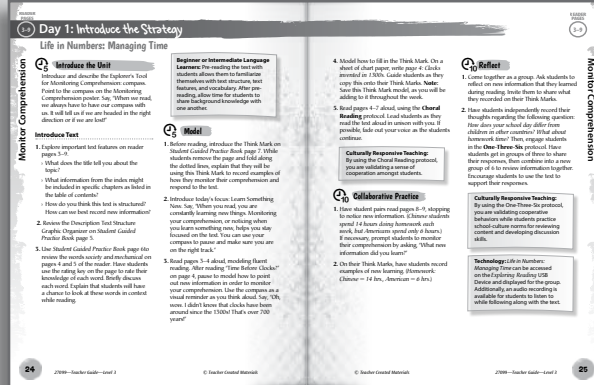 READER PAGES
3–9
Day 1: Introduce the Strategy
READER PAGES
3–9
Life in Numbers: Managing Time
Monitor Comprehension
5
Introduce the Unit
Introduce and describe the Explorer's Tool
for Monitoring Comprehension: compass.
Point to the compass on the Monitoring
Comprehension poster. Say, "When we read,
we always have to have our compass with
us. It will tell us if we are headed in the right
direction or if we are lost!"
Introduce Text
1. Explore important text features on reader
pages 3–9.
• What does the title tell you about the
topic?
• What information from the index might
be included in specific chapters as listed in
the table of contents?
• How do you think this text is structured?
How can we best record new information?
2. Review the Description Text Structure
Graphic Organizer on Student Guided
Practice Book page 5.
3. Use Student Guided Practice Book page 6 to
review the words society and mechanical on
pages 4 and 5 of the reader. Have students
use the rating key on the page to rate their
knowledge of each word. Briefly discuss
each word. Explain that students will have
a chance to look at these words in context
while reading.
Beginner or Intermediate Language
Learners: Pre-reading the text with
students allows them to familiarize
themselves with text structure, text
features, and vocabulary. After pre-
reading, allow time for students to
share background knowledge with
one another.
5
Model
1. Before reading, introduce the Think Mark on
Student Guided Practice Book page 7. While
students remove the page and fold along
the dotted lines, explain that they will be
using this Think Mark to record examples of
how they monitor their comprehension and
respond to the text.
2. Introduce today's focus: Learn Something
New. Say, "When you read, you are
constantly learning new things. Monitoring
your comprehension, or noticing when
you learn something new, helps you stay
focused on the text. You can use your
compass to pause and make sure you are
on the right track."
3. Read pages 3–4 aloud, modeling fluent
reading. After reading "Time Before Clocks!"
on page 4, pause to model how to point
out new information in order to monitor
your comprehension. Use the compass as a
visual reminder as you think aloud. Say, "Oh,
wow. I didn't know that clocks have been
around since the 1300s! That's over 700
years!"
24
27099—Teacher Guide—Level 3
© Teacher Created Materials
4. Model how to fill in the Think Mark. On a
sheet of chart paper, write page 4: Clocks
invented in 1300s. Guide students as they
copy this onto their Think Marks. Note:
Save this Think Mark model, as you will be
adding to it throughout the week.
5. Read pages 4–7 aloud, using the Choral
Reading protocol. Lead students as they
read the text aloud in unison with you. If
possible, fade out your voice as the students
continue.
Culturally Responsive Teaching:
By using the Choral Reading protocol,
you are validating a sense of
cooperation amongst students.
10
Collaborative Practice
1. Have student pairs read pages 8–9, stopping
to notice new information. (Chinese students
spend 14 hours doing homework each
week, but Americans spend only 6 hours.)
If necessary, prompt students to monitor
their comprehension by asking, "What new
information did you learn?"
2. On their Think Marks, have students record
examples of new learning. (Homework:
Chinese = 14 hrs., American = 6 hrs.)
10
Reflect
1. Come together as a group. Ask students to
reflect on new information that they learned
during reading. Invite them to share what
they recorded on their Think Marks.
2. Have students independently record their
thoughts regarding the following question:
How does your school day differ from
children in other countries? What about
homework time? Then, engage students
in the One-Three-Six protocol. Have
students get in groups of three to share
their responses, then combine into a new
group of 6 to review information together.
Encourage students to use the text to
support their responses.
Culturally Responsive Teaching:
By using the One-Three-Six protocol,
you are validating cooperative
behaviors while students practice
school-culture norms for reviewing
content and developing discussion
skills.
Technology: Life in Numbers:
Managing Time can be accessed
on the Exploring Reading USB
Device and displayed for the group.
Additionally, an audio recording is
available for students to listen to
while following along with the text.
Monitor Comprehension
© Teacher Created Materials
27099—Teacher Guide—Level 3
25